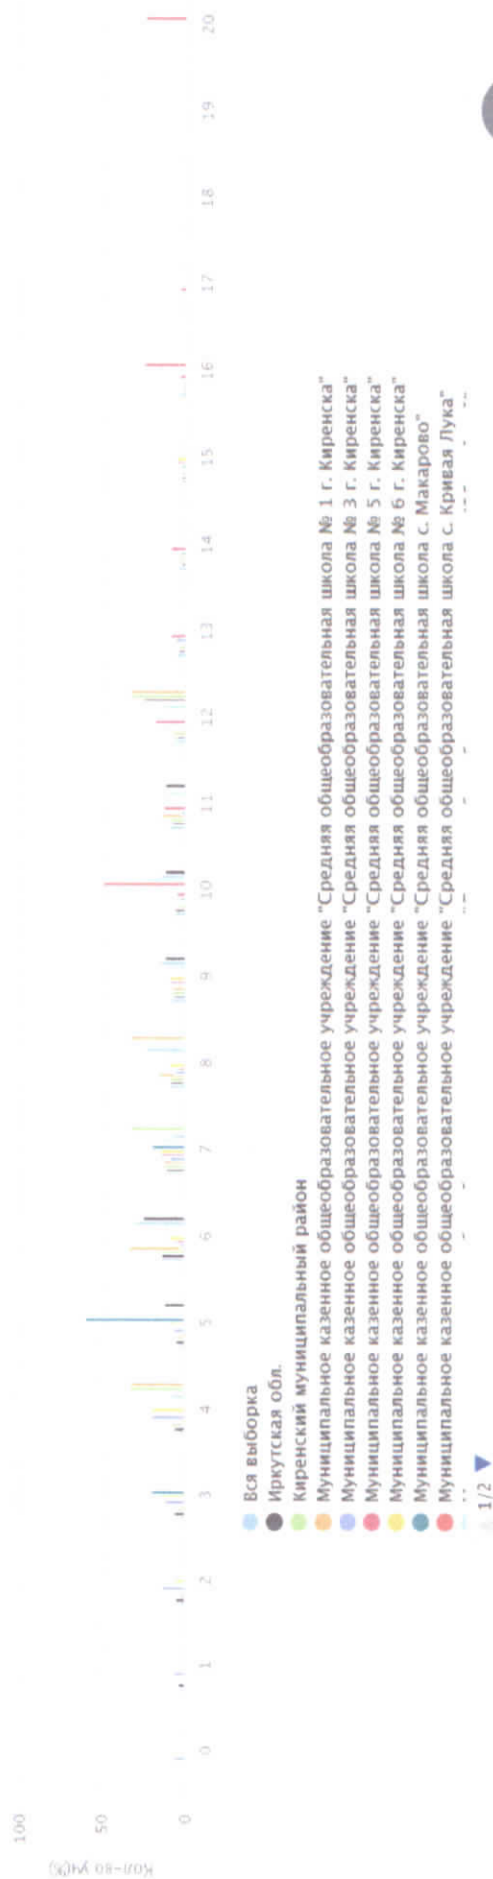 100
50
0
Кол-во уч(%)
0 1 2 3 4 5 6 7 8 9 10 11 12 13 14 15 16 17 18 19 20
Вся выборка
Иркутская обл.
Киренский муниципальный район
Муниципальное казенное общеобразовательное учреждение "Средняя общеобразовательная школа № 1 г. Киренска"
Муниципальное казенное общеобразовательное учреждение "Средняя общеобразовательная школа № 3 г. Киренска"
Муниципальное казенное общеобразовательное учреждение "Средняя общеобразовательная школа № 5 г. Киренска"
Муниципальное казенное общеобразовательное учреждение "Средняя общеобразовательная школа № 6 г. Киренска"
Муниципальное казенное общеобразовательное учреждение "Средняя общеобразовательная школа с. Макарово"
Муниципальное казенное общеобразовательное учреждение "Средняя общеобразовательная школа с. Кривая Лука"
1/2